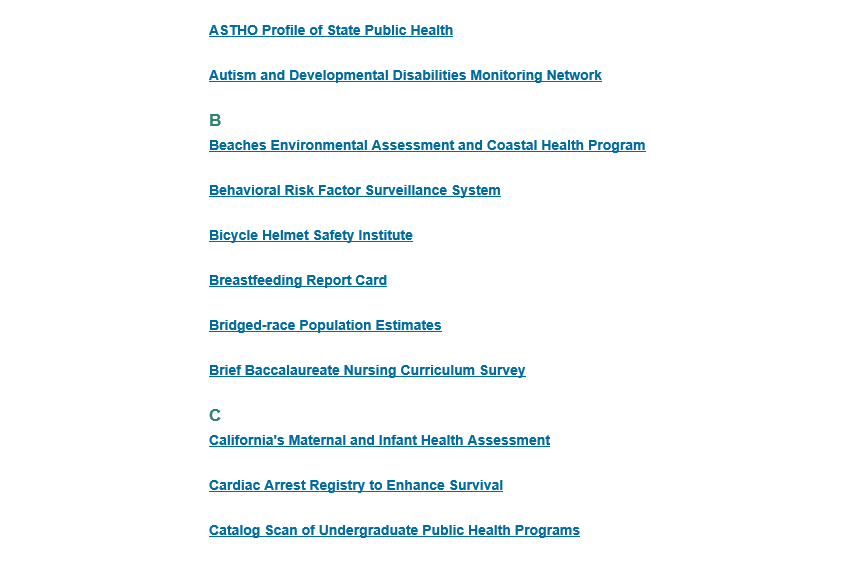 ASTHO Profile of State Public Health
Autism and Developmental Disabilities Monitoring Network
B
Beaches Environmental Assessment and Coastal Health Program
Behavioral Risk Factor Surveillance System
Bicycle Helmet Safety Institute
Breastfeeding Report Card
Bridged-race Population Estimates
Brief Baccalaureate Nursing Curriculum Survey
C
California's Maternal and Infant Health Assessment
Cardiac Arrest Registry to Enhance Survival
Catalog Scan of Undergraduate Public Health Programs